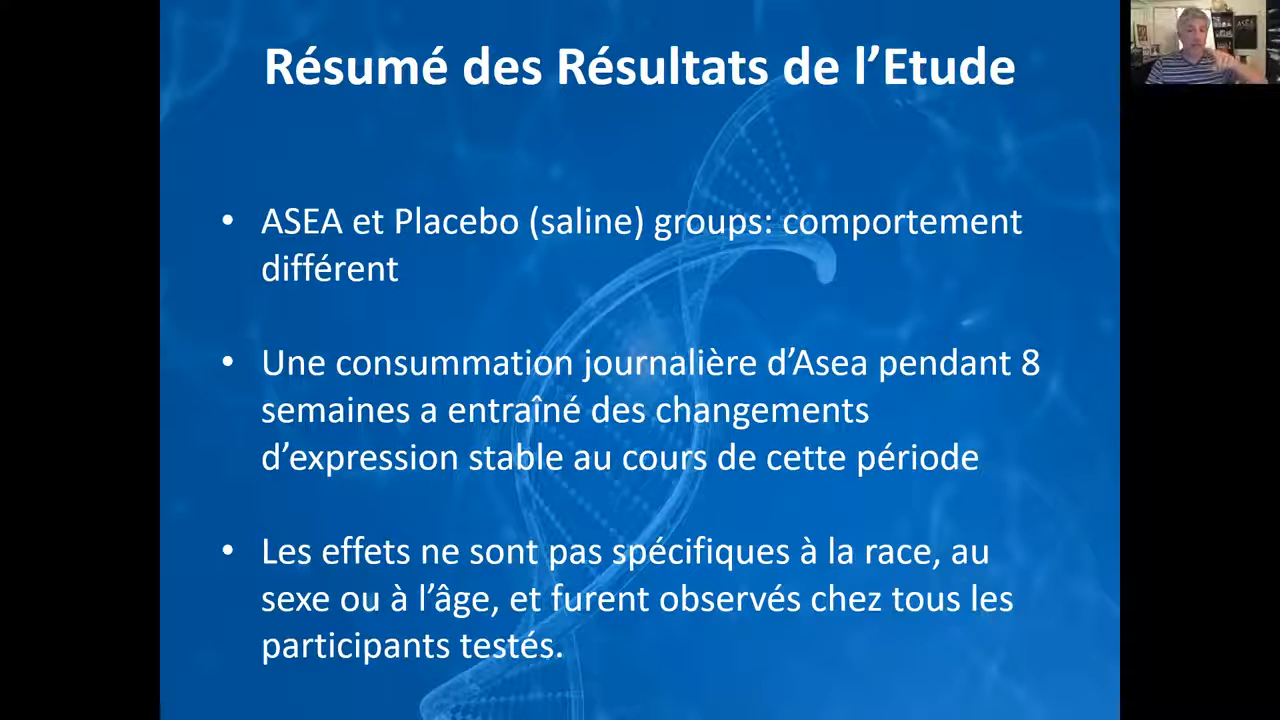 Résumé des Résultats de l’Etude
• ASEA et Placebo (saline) groups: comportement
différent
• Une consummation journalière d’Asea pendant 8
semaines a entraîné des changements
d’expression stable au cours de cette période
• Les effets ne sont pas spécifiques à la race, au
sexe ou à l’âge, et furent observés chez tous les
participants testés.
ASEA